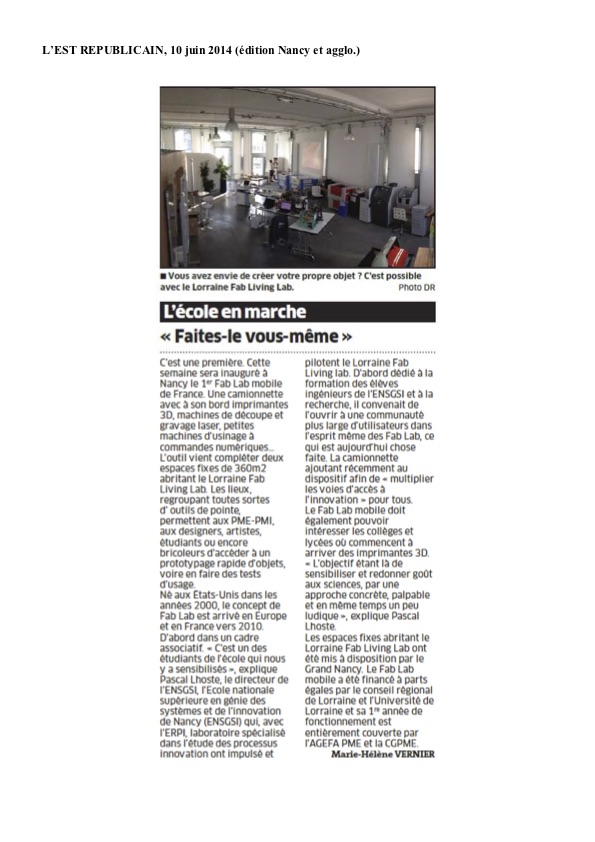 L'EST REPUBLICAIN, 10 juin 2014 (édition Nancy et agglo.)
■ Vous avez envie de créer votre propre objet ? C'est possible
avec le Lorraine Fab Living Lab. Photo DR
L'école en marche
« Faites-le vous-même »
C'est une première. Cette
semaine sera inauguré à
Nancy le 1er Fab Lab mobile
de France. Une camionnette
avec à son bord imprimantes
3D, machines de découpe et
gravage laser, petites
machines d'usinage à
commandes numériques...
L'outil vient compléter deux
espaces fixes de 360m2
abritant le Lorraine Fab
Living Lab. Les lieux,
regroupant toutes sortes
d' outils de pointe,
permettent aux PME-PMI,
aux designers, artistes,
étudiants ou encore
bricoleurs d'accéder à un
prototypage rapide d'objets,
voire en faire des tests
d'usage.
Né aux États-Unis dans les
années 2000, le concept de
Fab Lab est arrivé en Europe
et en France vers 2010.
D'abord dans un cadre
associatif. « C'est un des
étudiants de l'école qui nous
y a sensibilisés », explique
Pascal Lhoste, le directeur de
l'ENSGSI, l'Ecole nationale
supérieure en génie des
systèmes et de l'innovation
de Nancy (ENSGSI) qui, avec
l'ERPI, laboratoire spécialisé
dans l'étude des processus
innovation ont impulsé et
pilotent le Lorraine Fab
Living lab. D'abord dédié à la
formation des élèves
ingénieurs de l'ENSGSI et à la
recherche, il convenait de
l'ouvrir à une communauté
plus large d'utilisateurs dans
l'esprit même des Fab Lab, ce
qui est aujourd'hui chose
faite. La camionnette
ajoutant récemment au
dispositif afin de « multiplier
les voies d'accès à
l'innovation » pour tous.
Le Fab Lab mobile doit
également pouvoir
intéresser les collèges et
lycées où commencent à
arriver des imprimantes 3D.
« L'objectif étant là de
sensibiliser et redonner goût
aux sciences, par une
approche concrète, palpable
et en même temps un peu
ludique », explique Pascal
Lhoste.
Les espaces fixes abritant le
Lorraine Fab Living Lab ont
été mis à disposition par le
Grand Nancy. Le Fab Lab
mobile a été financé à parts
égales par le conseil régional
de Lorraine et l'Université de
Lorraine et sa 1re année de
fonctionnement est
entièrement couverte par
l'AGEFA PME et la CGPME.
Marie-Hélène VERNIER